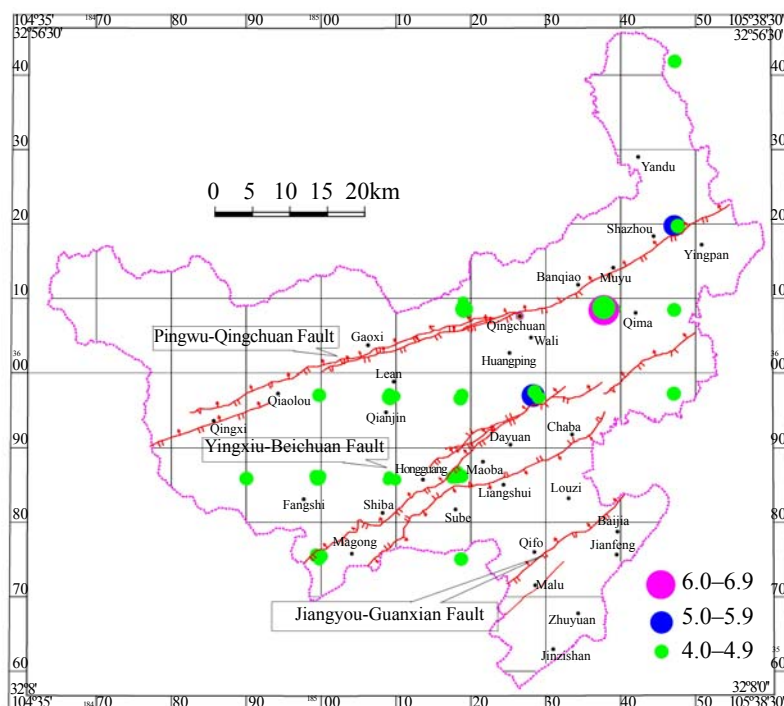 104°35' 184 70 80 90 185 00 10 20 30 40 50 105°38'30"
32°56'30" 32°56'30"
40
30
Yandu
0 5 10 15 20km
20
Shazhou
Yingpan
Muyu
Banqiao
10
Qingchuan
Qima
Pingwu-Qingchuan Fault
Gaoxi
Wali
Huangping
36
00
Lean
Qiaolou
Qianjin
Qingxi
Chaba
Yingxiu-Beichuan Fault
Dayuan
90
Hongguang
Maoba
Liangshui
Louzi
Fangshi
Shiba
Sube
80
Baijia
Magong
Qifo
Jianfeng
70
Malu
6.0–6.9
Jiangyou-Guanxian Fault
Zhuyuan
5.0–5.9
Jinzishan
4.0–4.9
35
60
32°8' 32°8'0"
104°35' 184 70 80 90 185 00 10 20 30 40 50 105°38'30"